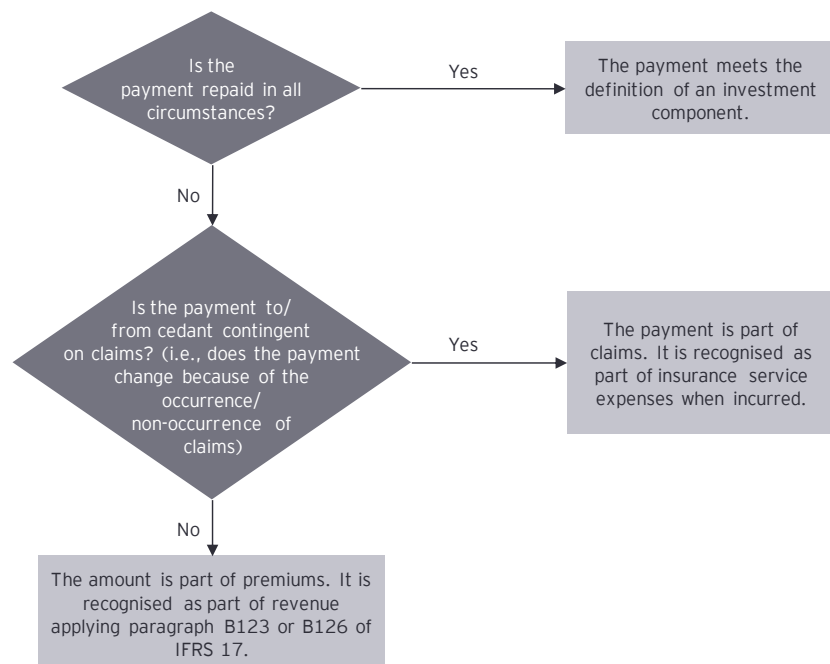 Is the
payment repaid in all
circumstances?
Yes
The payment meets the
definition of an investment
component.
No
Is the payment to/
from cedant contingent
on claims? (i.e., does the payment
change because of the
occurrence/
non-occurrence of
claims)
Yes
The payment is part of
claims. It is recognised as
part of insurance service
expenses when incurred.
No
The amount is part of premiums. It is
recognised as part of revenue
applying paragraph B123 or B126 of
IFRS 17.